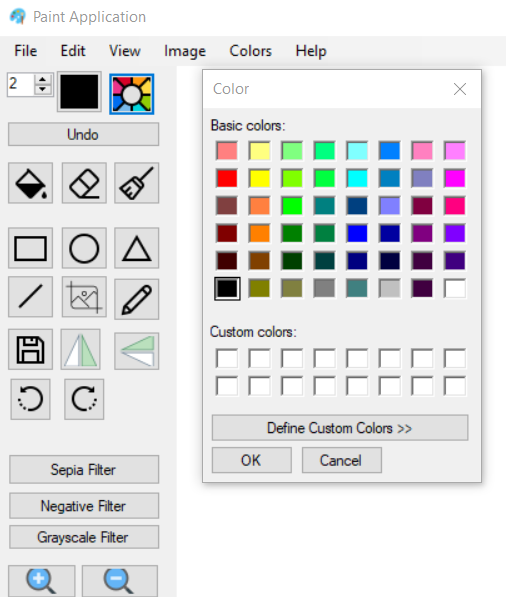 Paint Application
File Edit View Image Colors Help
2
Color
Undo
Basic colors:
Custom colors:
Define Custom Colors >>
OK Cancel
Sepia Filter
Negative Filter
Grayscale Filter